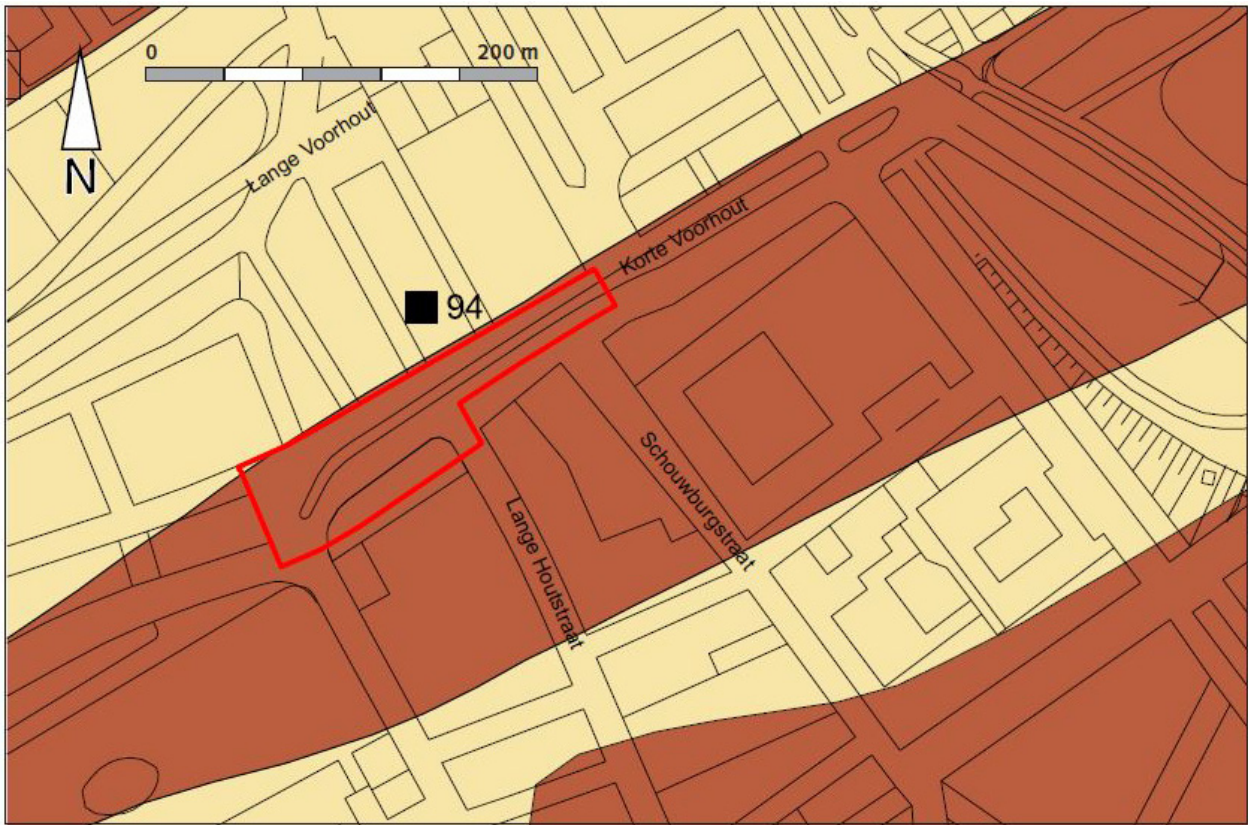 0 200 m
N
Lange Voorhout
Korte Voorhout
94
Schouwburgstraat
Lange Houtstraat